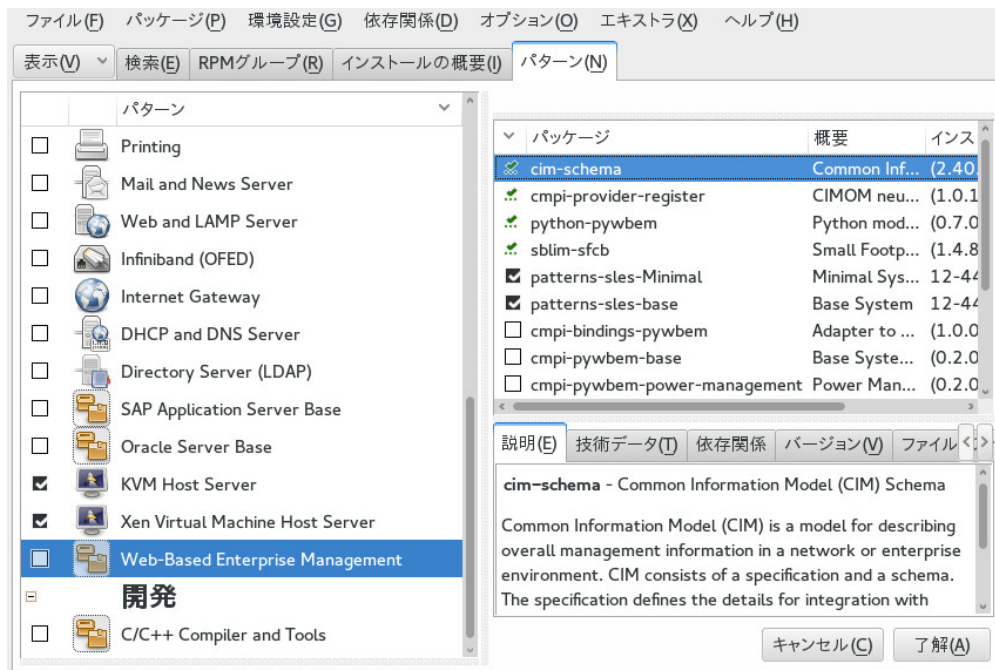 ファイル(F) パッケージ(P) 環境設定(G) 依存関係(D) オプション(O) エキストラ(X) ヘルプ(H)
表示(V) 検索(E) RPMグループ(R) インストールの概要(I) パターン(N)
パターン
Printing
Mail and News Server
Web and LAMP Server
Infiniband (OFED)
Internet Gateway
DHCP and DNS Server
Directory Server (LDAP)
SAP Application Server Base
Oracle Server Base
KVM Host Server
Xen Virtual Machine Host Server
Web-Based Enterprise Management
開発
C/C++ Compiler and Tools
パッケージ 概要 インス
cim-schema Common Inf... (2.40.
cmpi-provider-register CIMOM neu... (1.0.1
python-pywbem Python mod... (0.7.0
sblim-sfcb Small Footp... (1.4.8
patterns-sles-Minimal Minimal Sys... 12-44
patterns-sles-base Base System 12-44
cmpi-bindings-pywbem Adapter to ... (1.0.0
cmpi-pywbem-base Base Syste... (0.2.0
cmpi-pywbem-power-management Power Man... (0.2.0
説明(E) 技術データ(T) 依存関係 バージョン(V) ファイル
cim-schema - Common Information Model (CIM) Schema
Common Information Model (CIM) is a model for describing
overall management information in a network or enterprise
environment. CIM consists of a specification and a schema.
The specification defines the details for integration with
キャンセル(C) 了解(A)